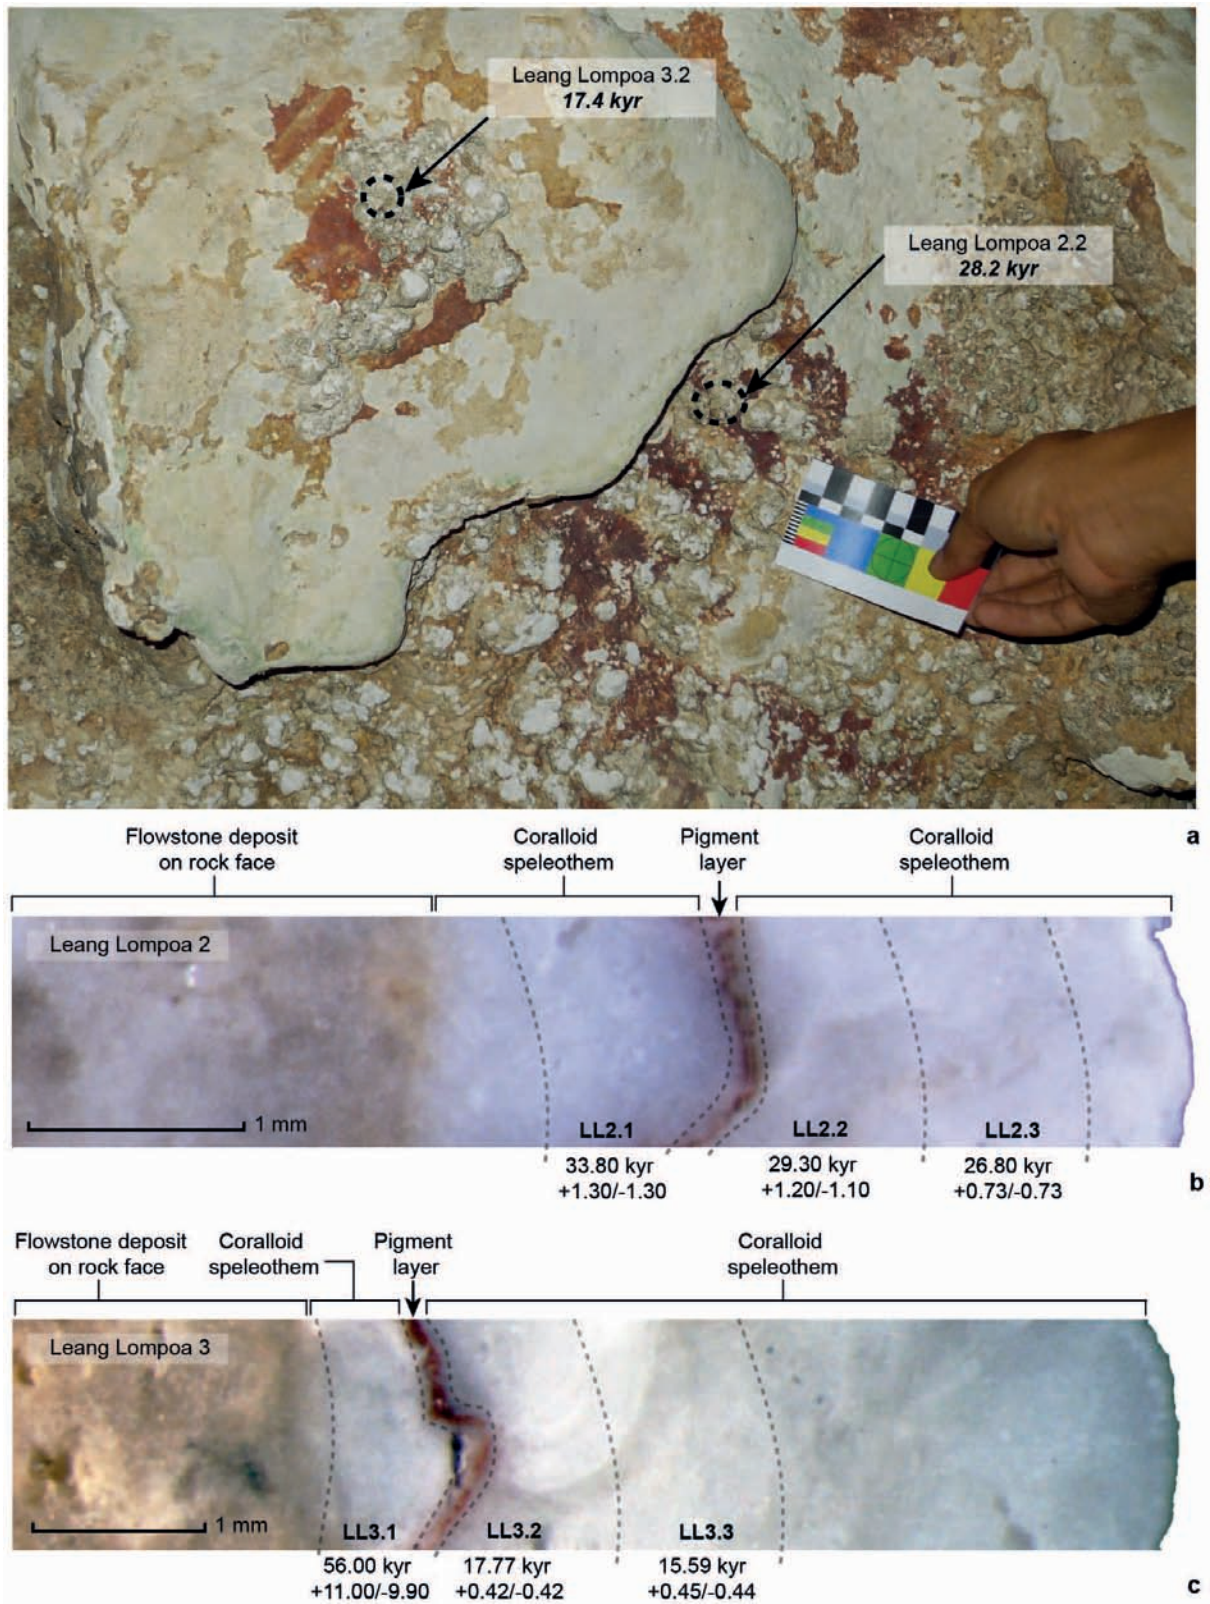 Leang Lompoa 3.2
17.4 kyr
Leang Lompoa 2.2
28.2 kyr
a
Flowstone deposit
on rock face
Coralloid
speleothem
Pigment
layer
Coralloid
speleothem
Leang Lompoa 2
1 mm
LL2.1
33.80 kyr
+1.30/-1.30
LL2.2
29.30 kyr
+1.20/-1.10
LL2.3
26.80 kyr
+0.73/-0.73
b
Flowstone deposit
on rock face
Coralloid
speleothem
Pigment
layer
Coralloid
speleothem
Leang Lompoa 3
1 mm
LL3.1
56.00 kyr
+11.00/-9.90
LL3.2
17.77 kyr
+0.42/-0.42
LL3.3
15.59 kyr
+0.45/-0.44
c